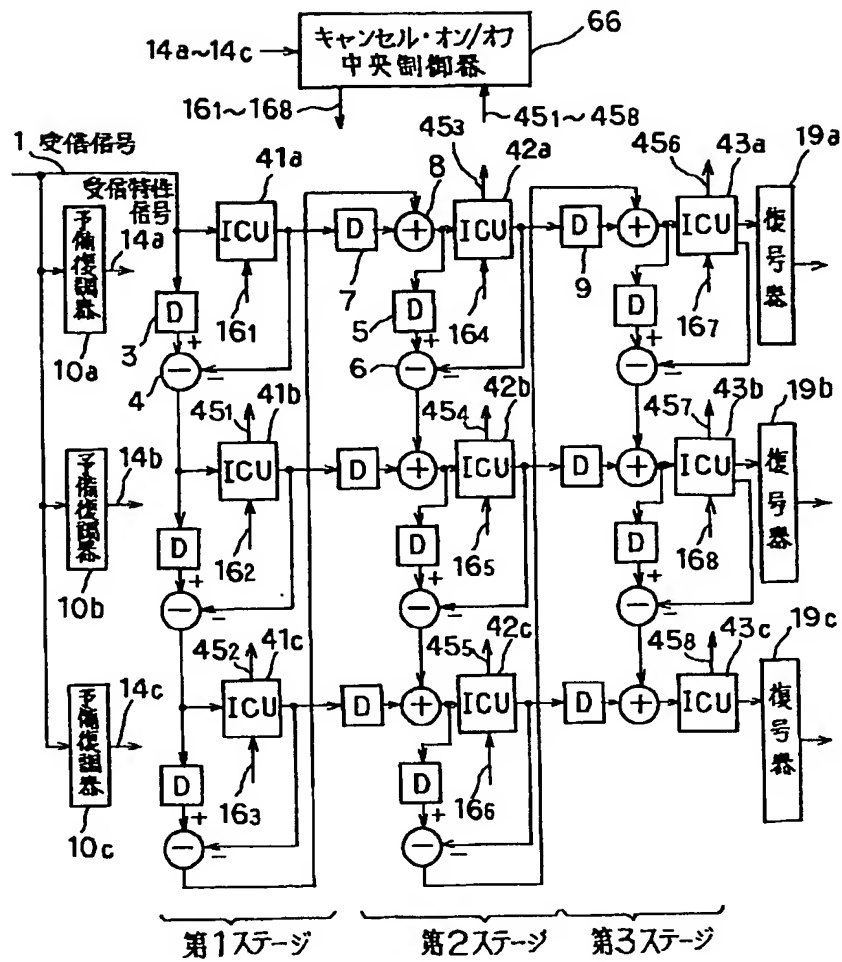 キャンセル・オン/オフ
中央制御器
66
14a~14c
161~168
451~458
1 受信信号
受信特性
信号
41a
453
42a
456
43a
19a
8
予備復調器
14a
ICU
D
+
ICU
D
+
ICU
復号器
10a
3
D
161
7
5
D
164
9
D
167
4
+
−
−
6
+
−
−
+
−
−
451
41b
454
42b
457
43b
19b
予備復調器
14b
ICU
D
+
ICU
D
+
ICU
復号器
10b
D
162
D
165
D
168
+
−
−
+
−
−
+
−
−
452
41c
455
42c
458
43c
19c
予備復調器
14c
ICU
D
+
ICU
D
+
ICU
復号器
10c
D
163
D
166
+
−
−
+
−
−
第1ステージ
第2ステージ
第3ステージ